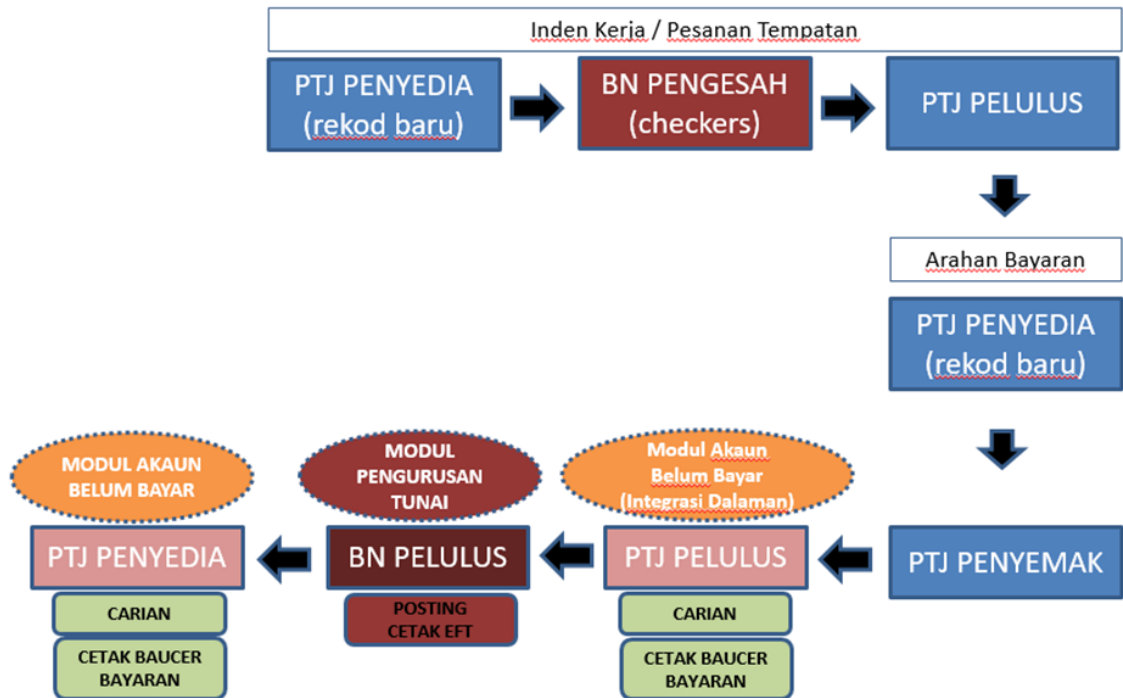 Inden Kerja / Pesanan Tempatan
PTJ PENYEDIA
(rekod baru)
BN PENGESAH
(checkers)
PTJ PELULUS
Arahan Bayaran
PTJ PENYEDIA
(rekod baru)
MODUL AKAUN
BELUM BAYAR
MODUL
PENGURUSAN
TUNAI
Modul Akaun
Belum Bayar
(Integrasi Dalaman)
PTJ PENYEDIA
BN PELULUS
PTJ PELULUS
PTJ PENYEMAK
CARIAN
CETAK BAUCER
BAYARAN
POSTING
CETAK EFT
CARIAN
CETAK BAUCER
BAYARAN